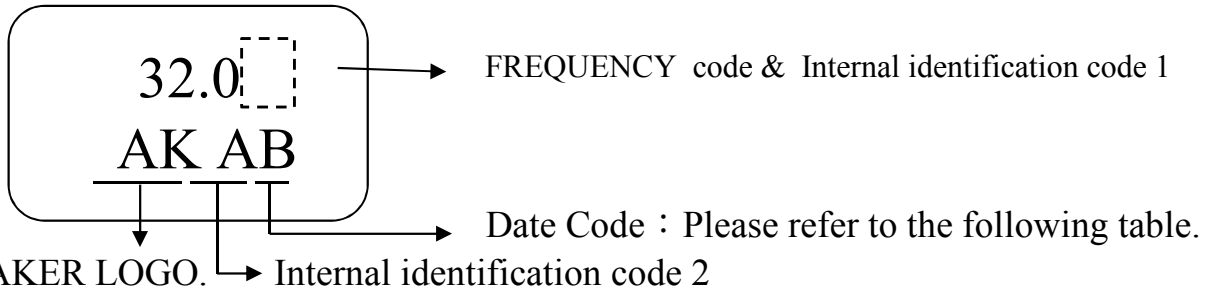 32.0
FREQUENCY code & Internal identification code 1
AK AB
Date Code：Please refer to the following table.
AKER LOGO. Internal identification code 2